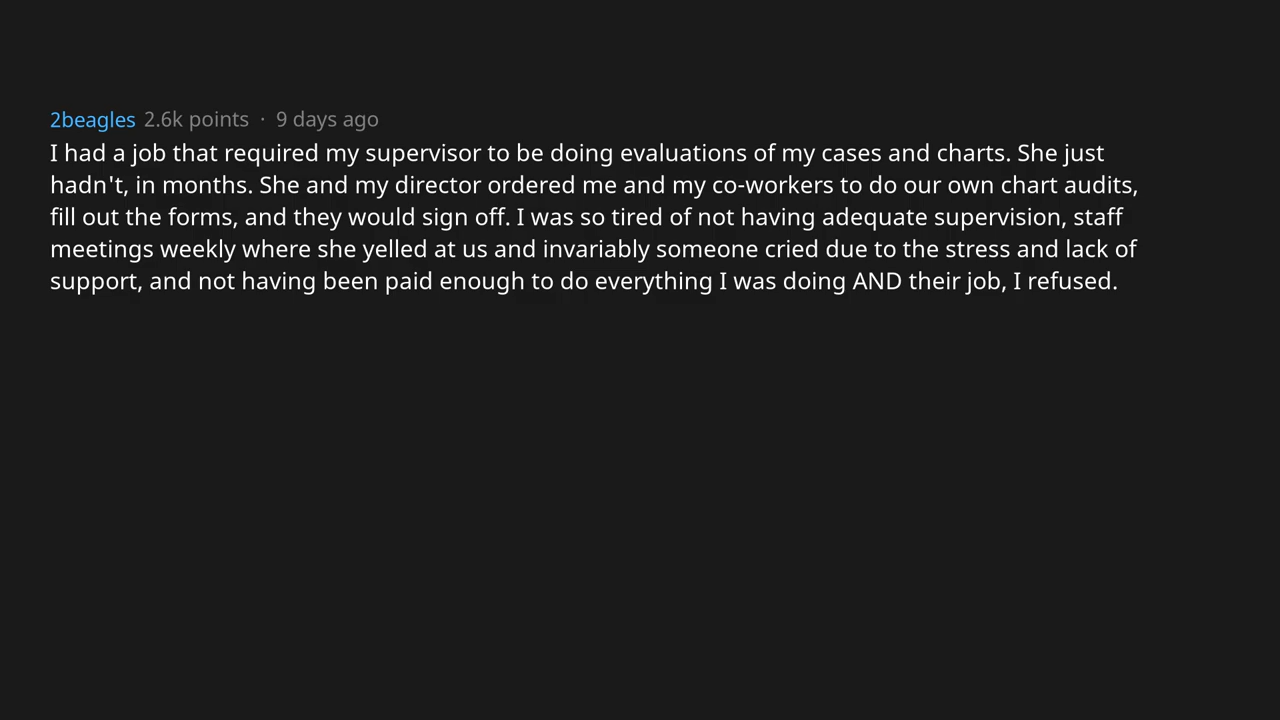 2beagles 2.6k points · 9 days ago
I had a job that required my supervisor to be doing evaluations of my cases and charts. She just
hadn't, in months. She and my director ordered me and my co-workers to do our own chart audits,
fill out the forms, and they would sign off. I was so tired of not having adequate supervision, staff
meetings weekly where she yelled at us and invariably someone cried due to the stress and lack of
support, and not having been paid enough to do everything I was doing AND their job, I refused.